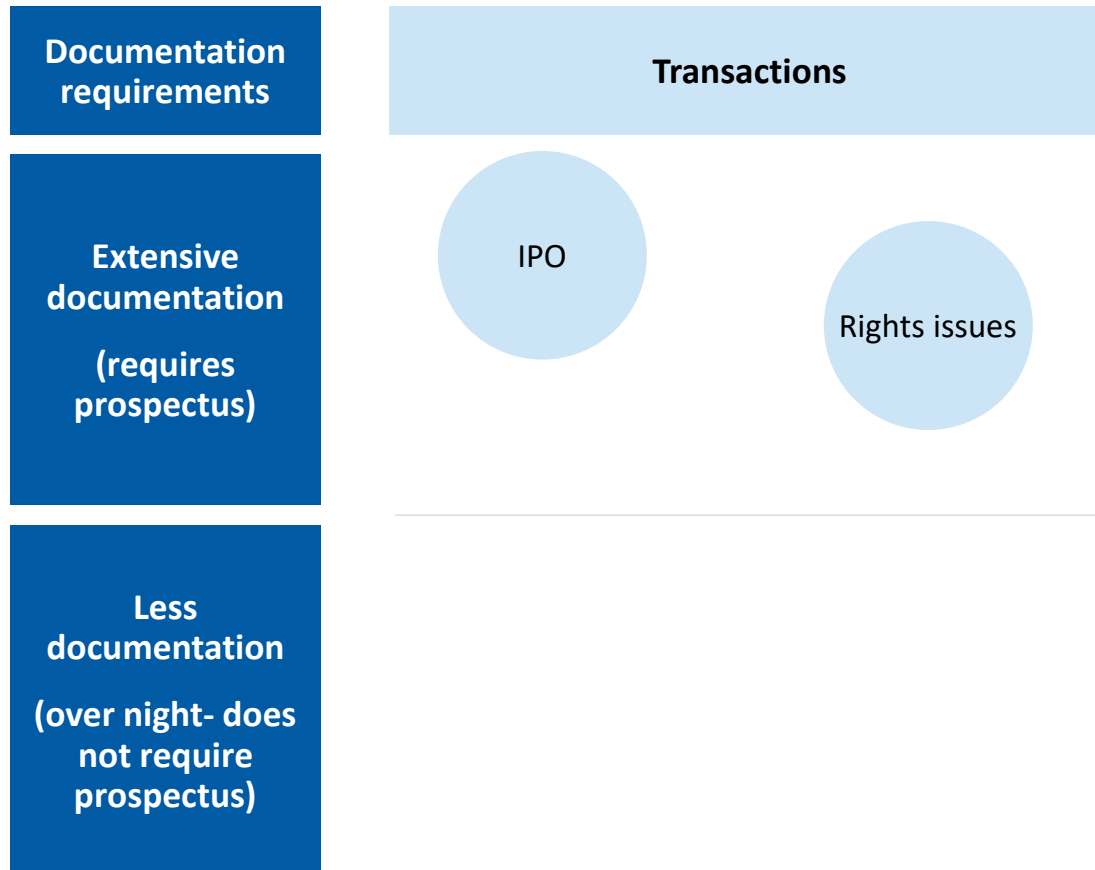 Documentation
requirements
Transactions
Extensive
documentation
(requires
prospectus)
IPO
Rights issues
Less
documentation
(over night- does
not require
prospectus)